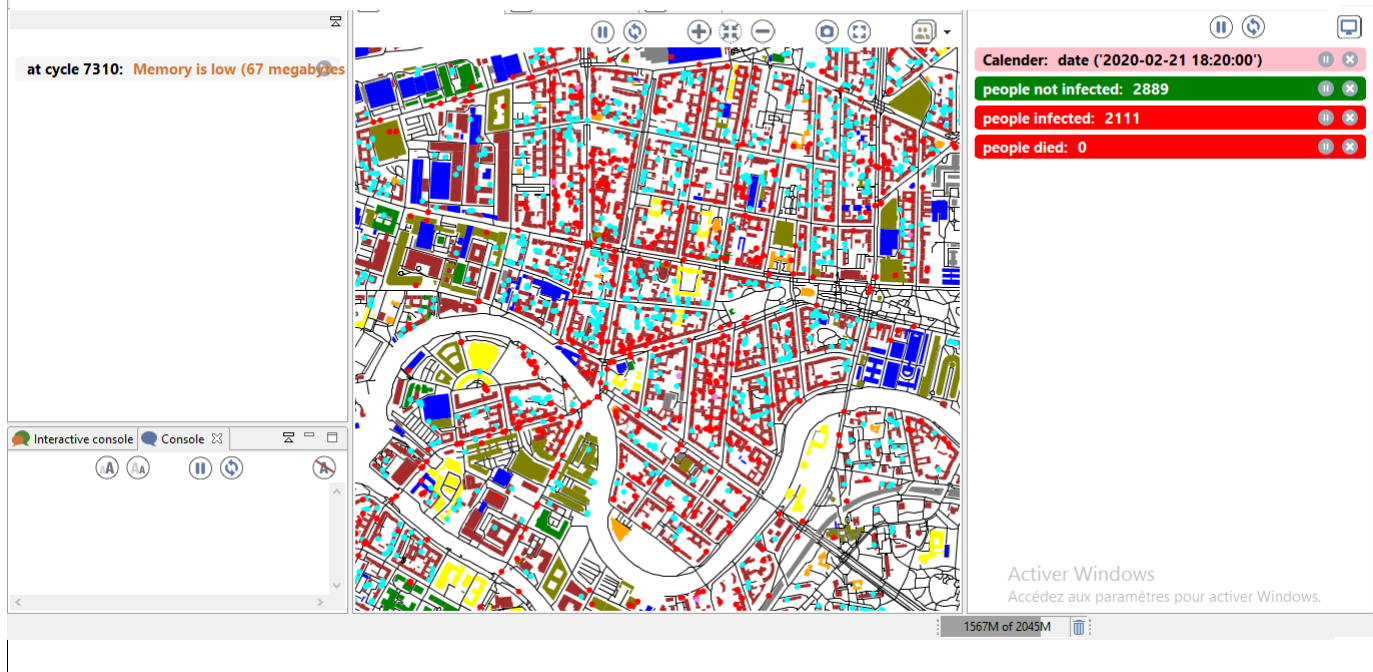 at cycle 7310: Memory is low (67 megabytes
Interactive console
Console
Calender: date ('2020-02-21 18:20:00')
people not infected: 2889
people infected: 2111
people died: 0
Activer Windows
Accédez aux paramètres pour activer Windows.
1567M of 2045M